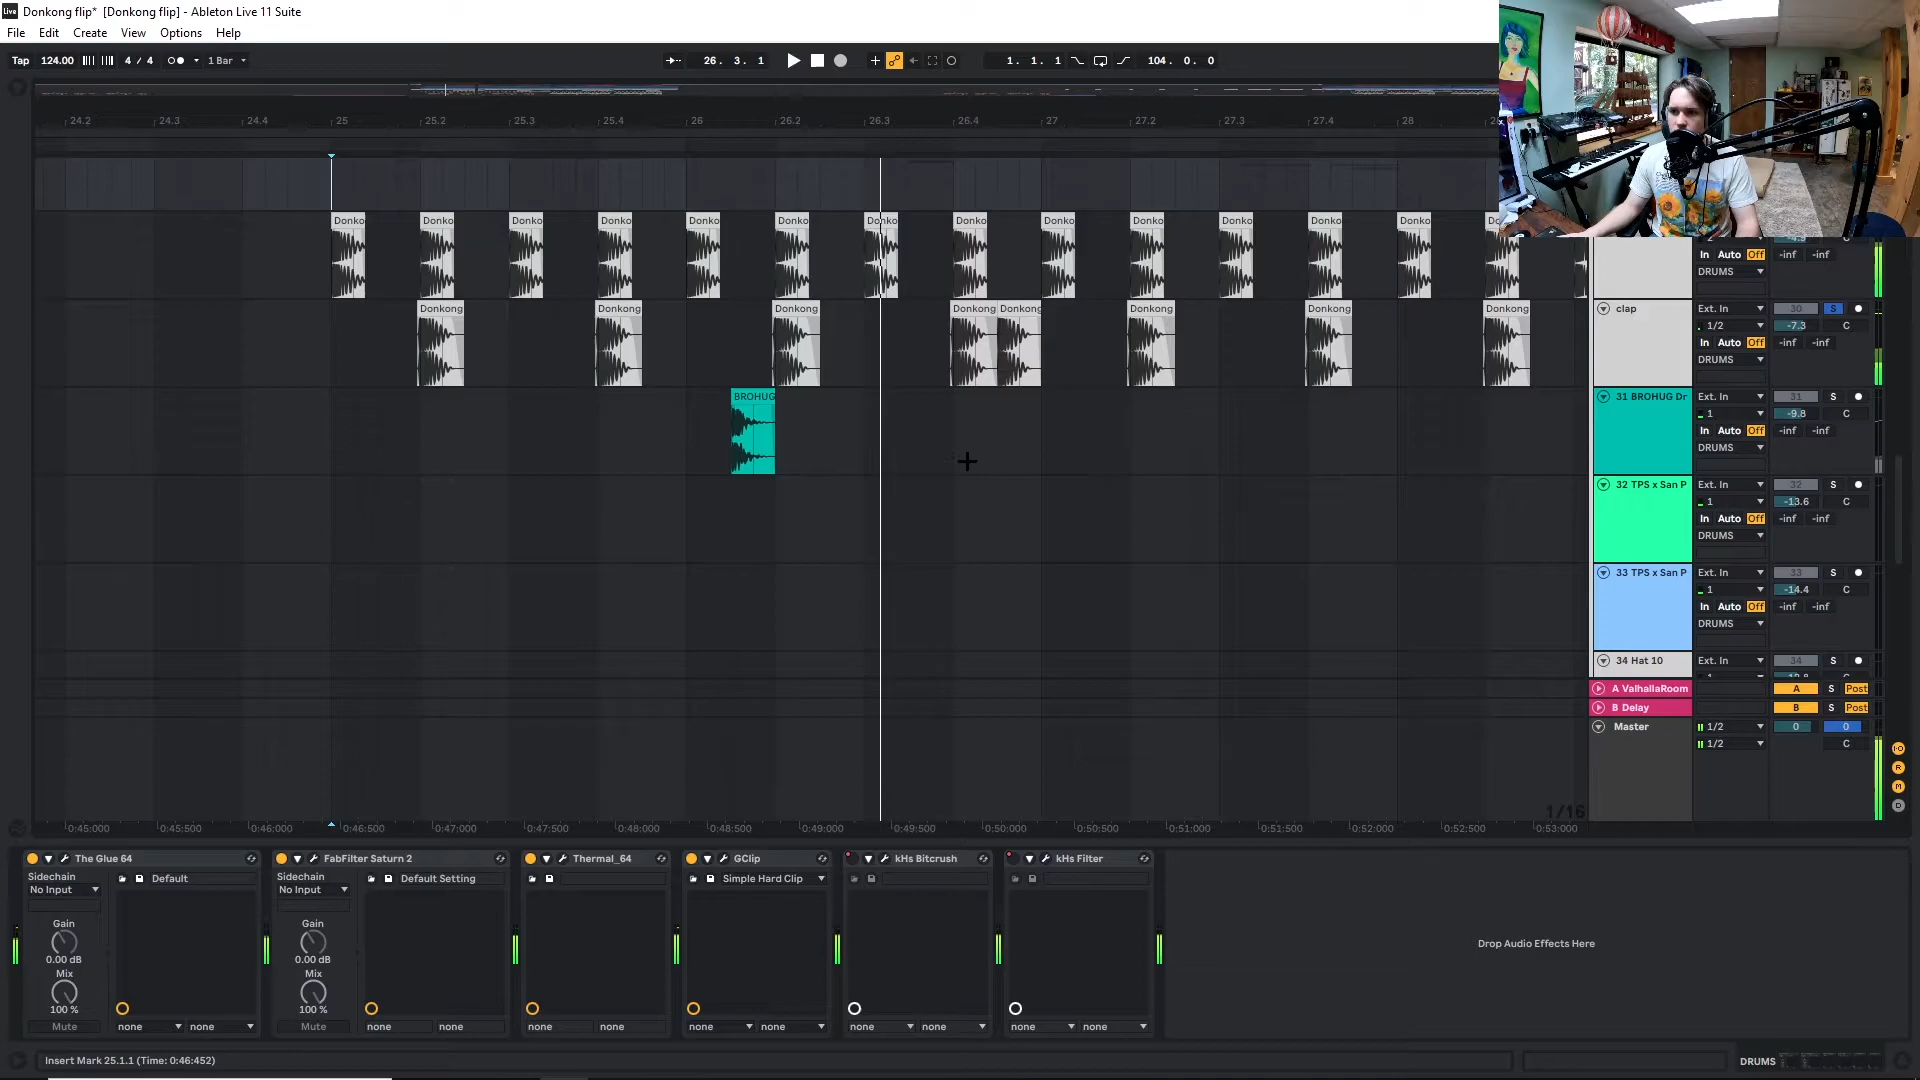 Live Donkong flip* [Donkong flip] - Ableton Live 11 Suite
File Edit Create View Options Help
Tap 124.00 4 / 4 1 Bar 26. 3. 1 1. 1. 1 104. 0. 0
24.2 24.3 24.4 25 25.2 25.3 25.4 26 26.2 26.3 26.4 27 27.2 27.4 28
Donko Donko Donko Donko Donko Donko Donko Donko Donko Donko Donko Donko Donko
In Auto Off -inf -inf
DRUMS
Donkong Donkong Donkong Donkong Donkong Donkong Donkong Donkong
clap Ext. In 30 S
1/2 -7.3 C
In Auto Off -inf -inf
DRUMS
BROHUG
31 BROHUG Dr Ext. In 31 S
1 -9.8 C
In Auto Off -inf -inf
DRUMS
32 TPS x San P Ext. In 32 S
1 -13.6 C
In Auto Off -inf -inf
DRUMS
33 TPS x San P Ext. In 33 S
1 -14.4 C
In Auto Off -inf -inf
DRUMS
34 Hat 10 Ext. In 34 S
A ValhallaRoom A S Post
B Delay B S Post
Master 1/2 0 0
1/2 C
1/16
0:45:000 0:45:500 0:46:000 0:46:500 0:47:000 0:47:500 0:48:000 0:48:500 0:49:000 0:49:500 0:50:000 0:50:500 0:51:000 0:51:500 0:52:000 0:52:500 0:53:000
The Glue 64 FabFilter Saturn 2 Thermal_64 GClip kHs Bitcrush kHs Filter
Sidechain Default Sidechain Default Setting Simple Hard Clip
No Input No Input
Gain Gain
0.00 dB 0.00 dB
Drop Audio Effects Here
Mix Mix
100 % 100 %
Mute none none Mute none none none none none none none none none none
Insert Mark 25.1.1 (Time: 0:46:452) DRUMS